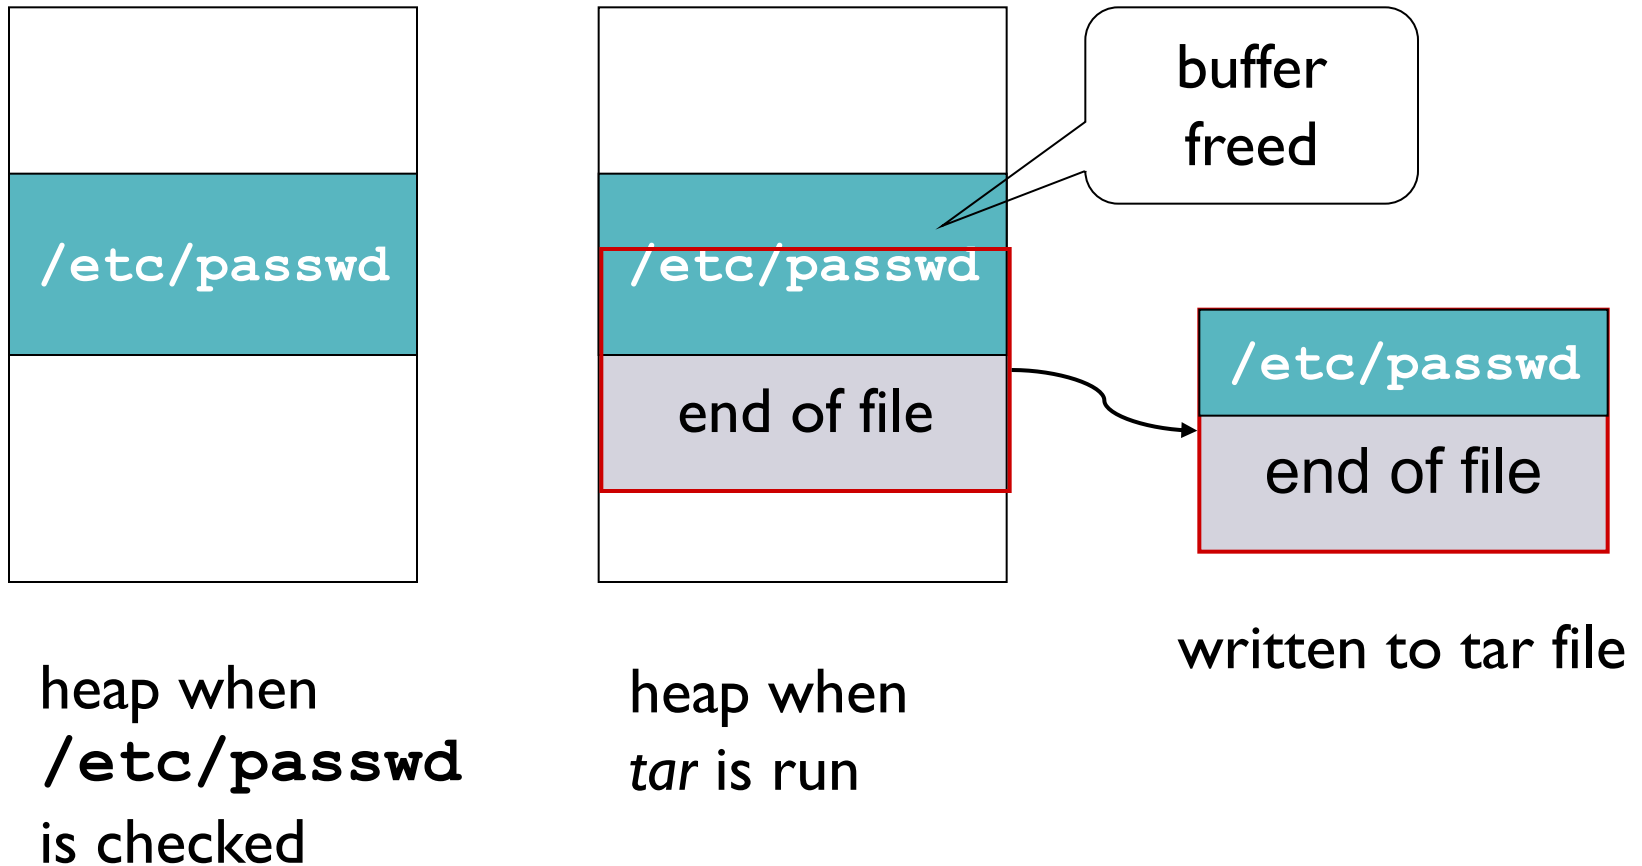 /etc/passwd
heap when
/etc/passwd
is checked
buffer
freed
/etc/passwd
end of file
heap when
tar is run
/etc/passwd
end of file
written to tar file